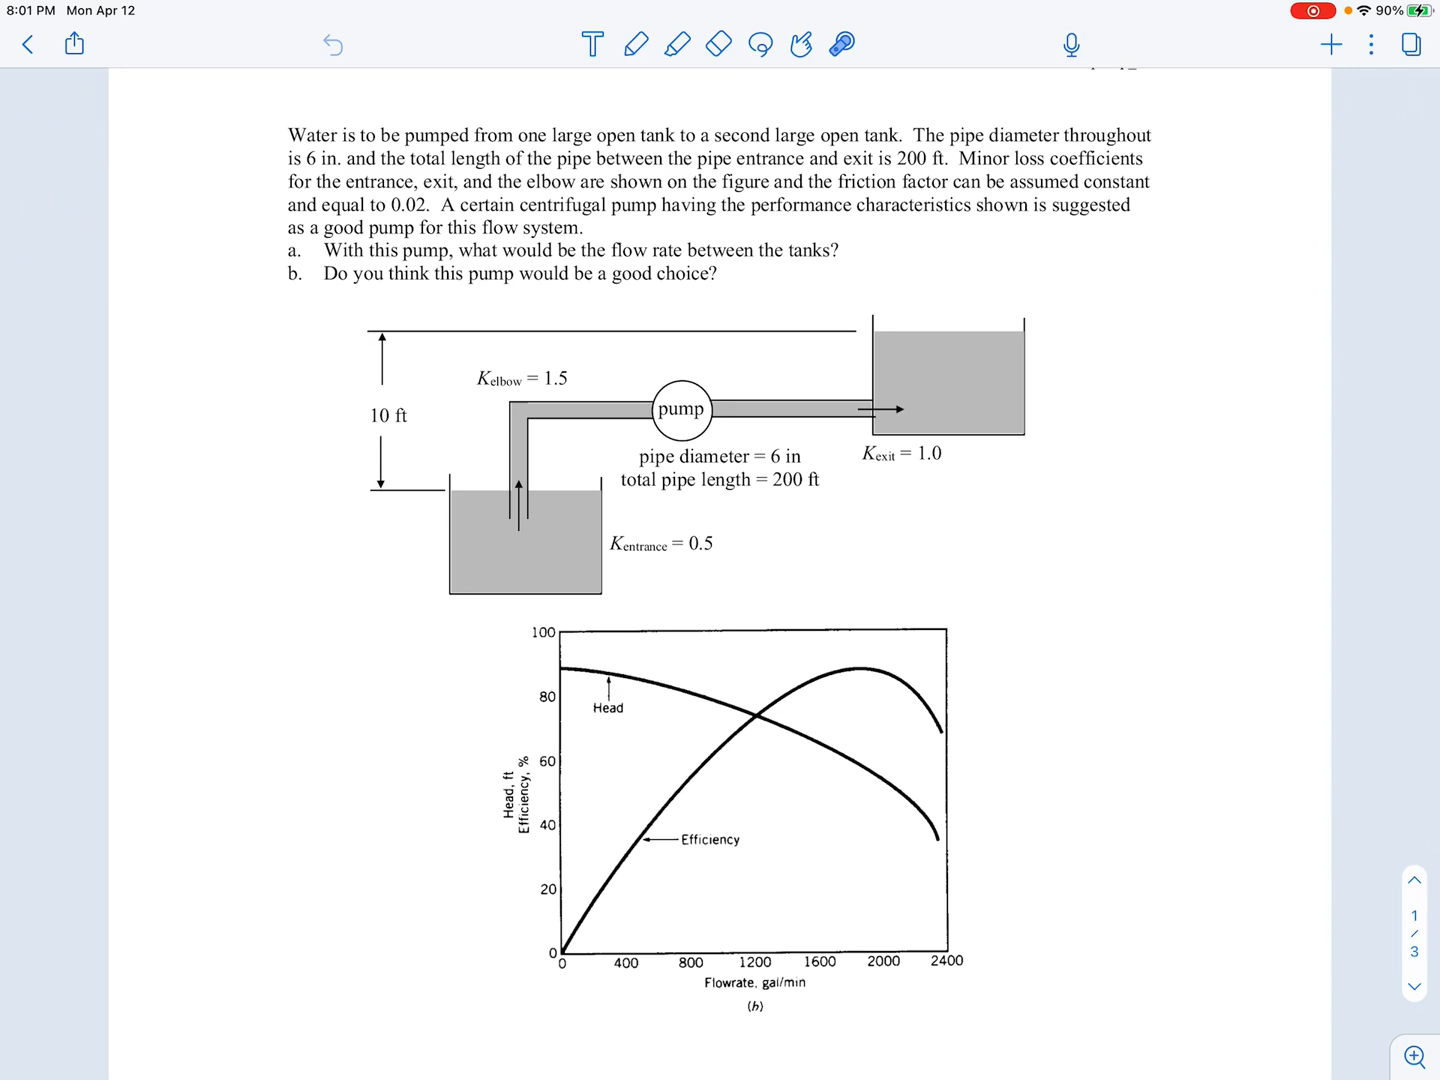 8:01 PM Mon Apr 12
90%
Water is to be pumped from one large open tank to a second large open tank. The pipe diameter throughout
is 6 in. and the total length of the pipe between the pipe entrance and exit is 200 ft. Minor loss coefficients
for the entrance, exit, and the elbow are shown on the figure and the friction factor can be assumed constant
and equal to 0.02. A certain centrifugal pump having the performance characteristics shown is suggested
as a good pump for this flow system.
a. With this pump, what would be the flow rate between the tanks?
b. Do you think this pump would be a good choice?
Kelbow = 1.5
10 ft
pump
pipe diameter = 6 in
total pipe length = 200 ft
Kexit = 1.0
Kentrance = 0.5
100
80
60
40
20
0
Head, ft
Efficiency, %
Head
Efficiency
0 400 800 1200 1600 2000 2400
Flowrate, gal/min
(b)
1
/
3